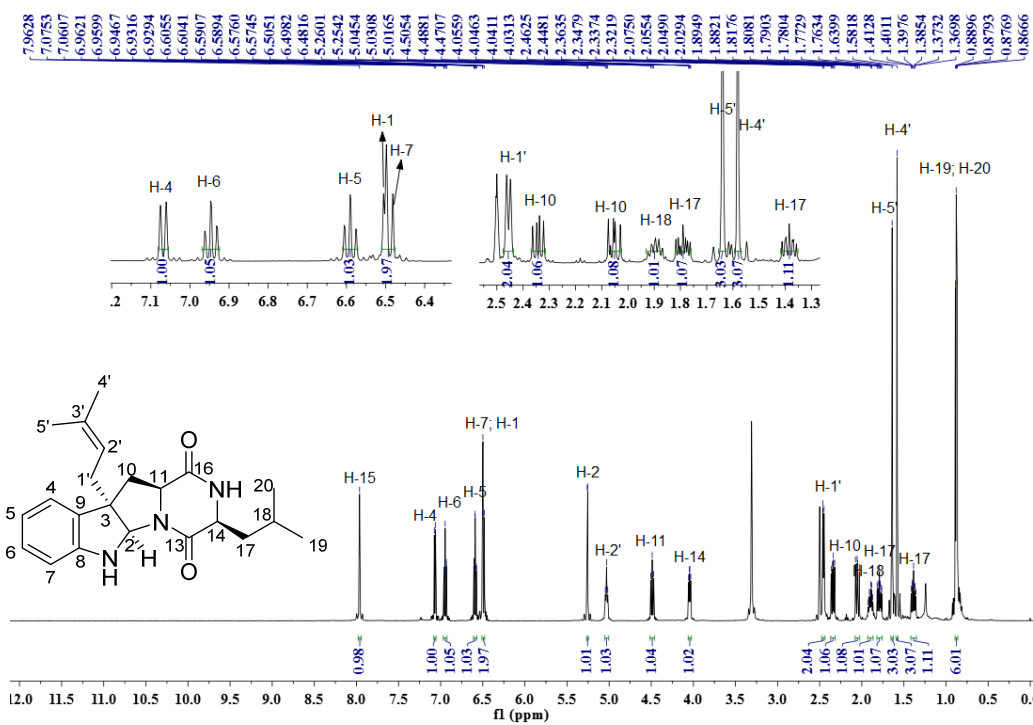 7.9628 7.0753 7.0607 6.9621 6.9599 6.9467 6.9316 6.9294 6.6055 6.6041 6.5907 6.5894 6.5760 6.5745 6.5051 6.4982 6.4816 5.2601 5.2542 5.0454 5.0308 5.0165 4.5054 4.4881 4.4707 4.0559 4.0463 4.0411 4.0313 2.4625 2.4481 2.3635 2.3479 2.3374 2.3219 2.0750 2.0554 2.0490 2.0294 1.8949 1.8821 1.8176 1.8081 1.7903 1.7804 1.7729 1.7634 1.6399 1.5818 1.4128 1.4011 1.3976 1.3854 1.3732 1.3698 0.8896 0.8793 0.8769 0.8666
H-4
H-6
H-5
H-1
H-7
1.00
1.05
1.03
1.97
.2 7.1 7.0 6.9 6.8 6.7 6.6 6.5 6.4
H-1'
H-10
H-10
H-18
H-17
H-5'
H-4'
H-17
2.04
1.06
1.08
1.01
1.07
3.03
3.07
1.11
2.5 2.4 2.3 2.2 2.1 2.0 1.9 1.8 1.7 1.6 1.5 1.4 1.3
4'
5'
3'
2'
1'
10
11
O
16
NH
20
4
9
5
3
N
14
18
6
2
H
13
17
19
7
8
NH
O
H-15
H-4
H-6
H-5
H-7; H-1
H-2
H-2'
H-11
H-14
H-1'
H-10
H-18
H-17
H-5'
H-4'
H-17
H-19; H-20
0.98
1.00
1.05
1.03
1.97
1.01
1.03
1.04
1.02
2.04
1.06
1.08
1.01
1.07
3.03
3.07
1.11
6.01
12.0 11.5 11.0 10.5 10.0 9.5 9.0 8.5 8.0 7.5 7.0 6.5 6.0 5.5 5.0 4.5 4.0 3.5 3.0 2.5 2.0 1.5 1.0 0.5 0.0
f1 (ppm)